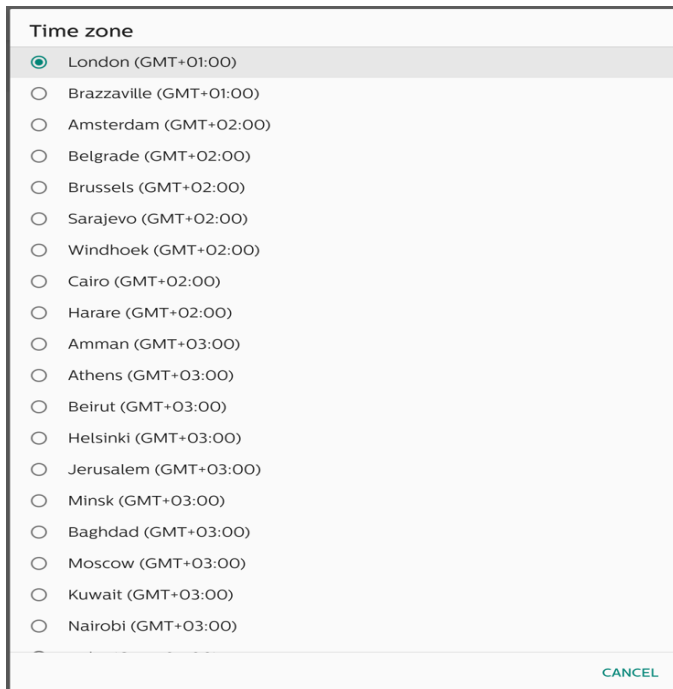 Time zone
London (GMT+01:00)
Brazzaville (GMT+01:00)
Amsterdam (GMT+02:00)
Belgrade (GMT+02:00)
Brussels (GMT+02:00)
Sarajevo (GMT+02:00)
Windhoek (GMT+02:00)
Cairo (GMT+02:00)
Harare (GMT+02:00)
Amman (GMT+03:00)
Athens (GMT+03:00)
Beirut (GMT+03:00)
Helsinki (GMT+03:00)
Jerusalem (GMT+03:00)
Minsk (GMT+03:00)
Baghdad (GMT+03:00)
Moscow (GMT+03:00)
Kuwait (GMT+03:00)
Nairobi (GMT+03:00)
CANCEL